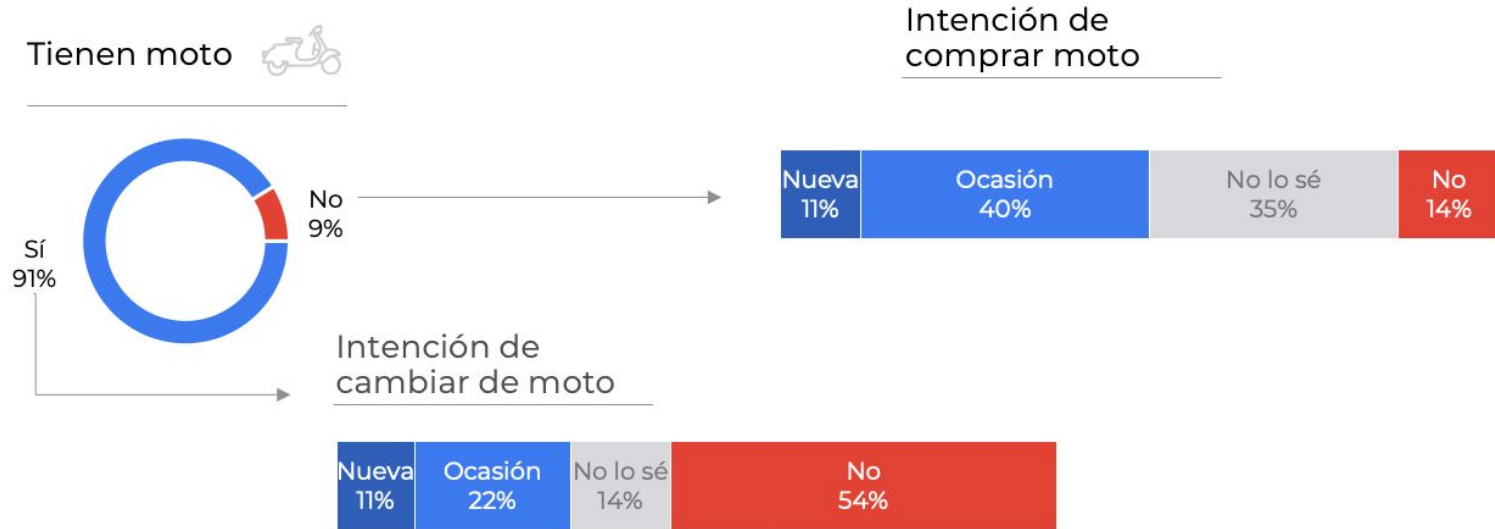 Tienen moto
Intención de
comprar moto
Nueva
11%
Ocasión
40%
No lo sé
35%
No
14%
No
9%
Sí
91%
Intención de
cambiar de moto
Nueva
11%
Ocasión
22%
No lo sé
14%
No
54%